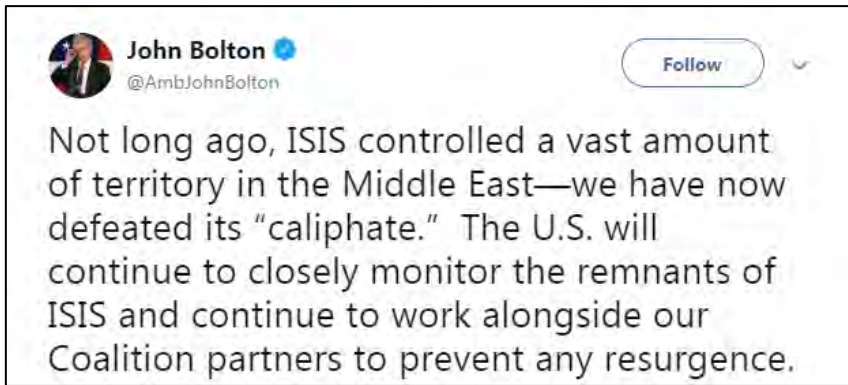 John Bolton
@AmbJohnBolton
Follow
Not long ago, ISIS controlled a vast amount
of territory in the Middle East—we have now
defeated its “caliphate.”  The U.S. will
continue to closely monitor the remnants of
ISIS and continue to work alongside our
Coalition partners to prevent any resurgence.